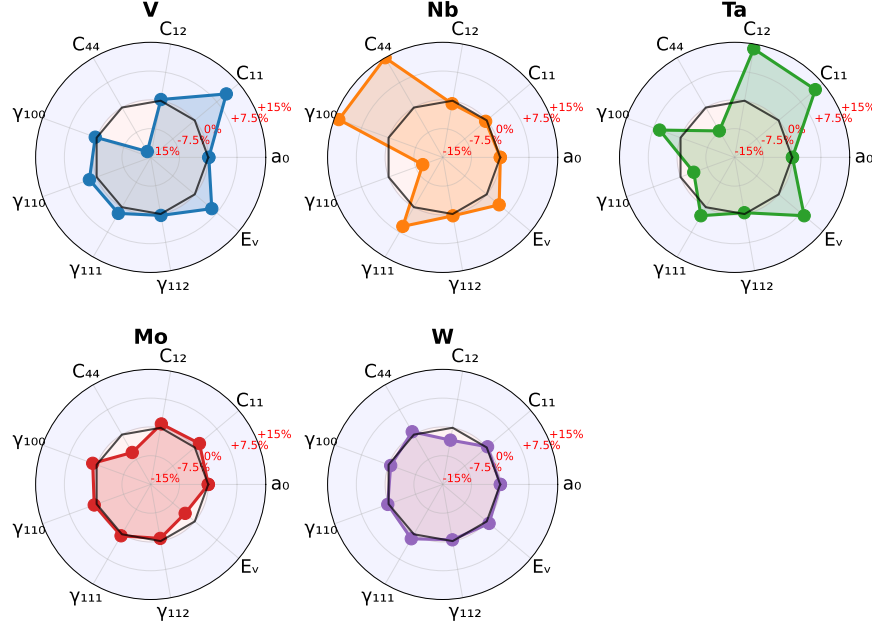 V
C₁₂
C₄₄
C₁₁
γ₁₀₀
+15%
+7.5%
0%
-7.5%
-15%
a₀
γ₁₁₀
Eᵥ
γ₁₁₁
γ₁₁₂
Nb
C₁₂
C₄₄
C₁₁
γ₁₀₀
+15%
+7.5%
0%
-7.5%
-15%
a₀
γ₁₁₀
Eᵥ
γ₁₁₁
γ₁₁₂
Ta
C₁₂
C₄₄
C₁₁
γ₁₀₀
+15%
+7.5%
0%
-7.5%
-15%
a₀
γ₁₁₀
Eᵥ
γ₁₁₁
γ₁₁₂
Mo
C₁₂
C₄₄
C₁₁
γ₁₀₀
+15%
+7.5%
0%
-7.5%
-15%
a₀
γ₁₁₀
Eᵥ
γ₁₁₁
γ₁₁₂
W
C₁₂
C₄₄
C₁₁
γ₁₀₀
+15%
+7.5%
0%
-7.5%
-15%
a₀
γ₁₁₀
Eᵥ
γ₁₁₁
γ₁₁₂